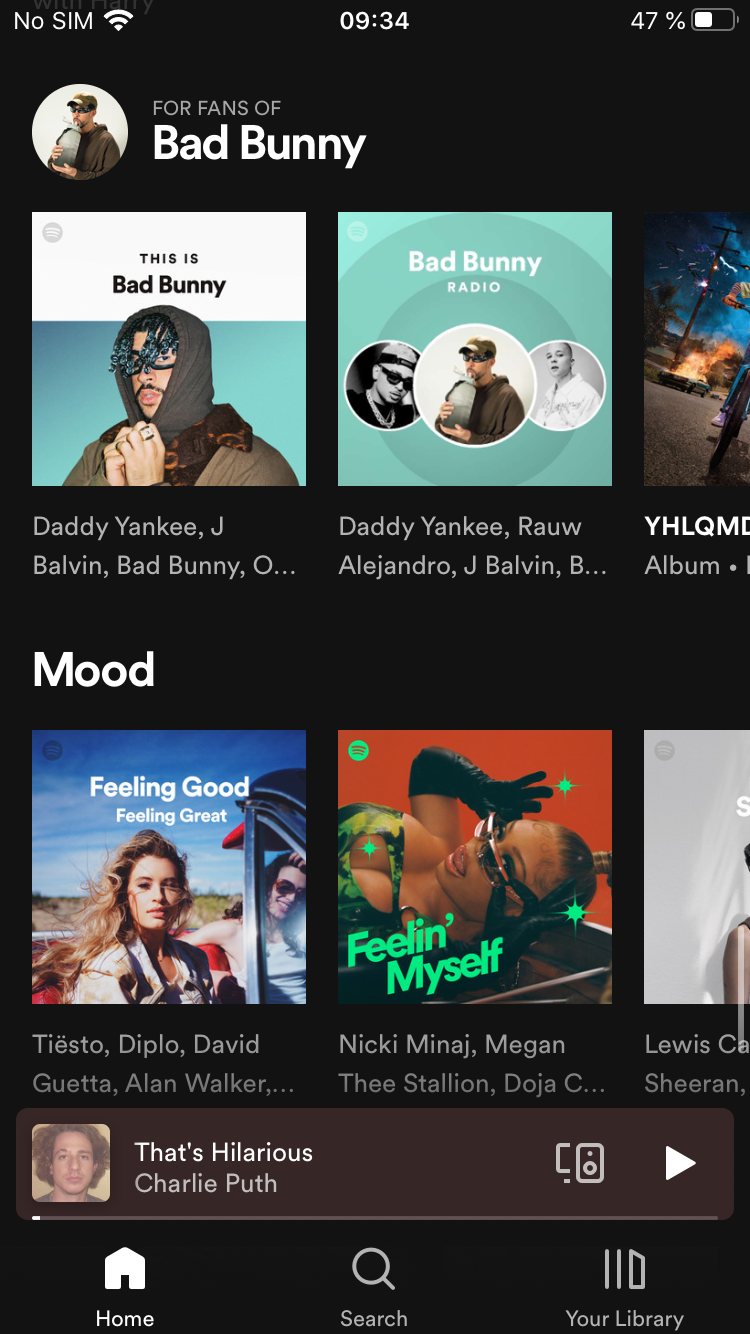 with Harry
No SIM 09:34 47 %
FOR FANS OF
Bad Bunny
THIS IS
Bad Bunny
Bad Bunny
RADIO
Daddy Yankee, J
Balvin, Bad Bunny, O...
Daddy Yankee, Rauw
Alejandro, J Balvin, B...
YHLQMD
Album •
Mood
Feeling Good
Feeling Great
Feelin'
Myself
S
Tiësto, Diplo, David
Guetta, Alan Walker,...
Nicki Minaj, Megan
Thee Stallion, Doja C...
Lewis Ca
Sheeran,
That's Hilarious
Charlie Puth
Home
Search
Your Library